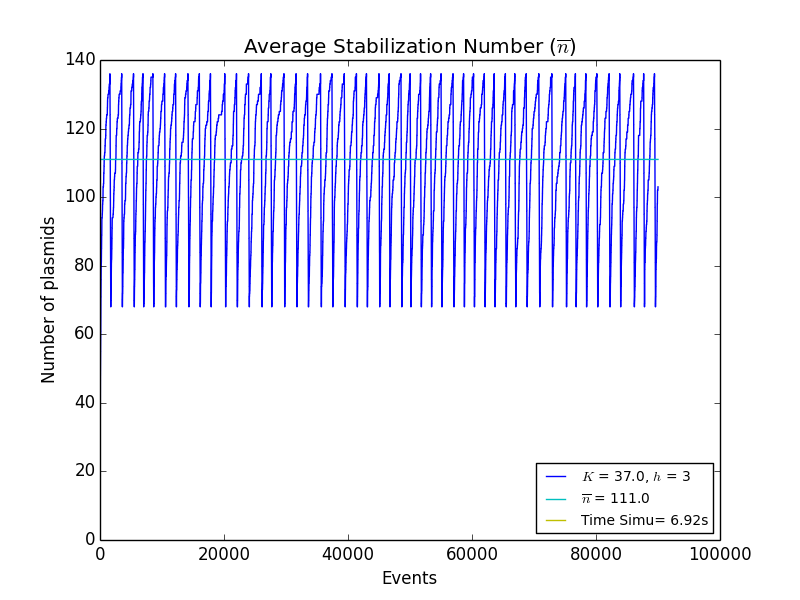 Average Stabilization Number (n̅)
140
120
100
80
60
40
20
0
Number of plasmids
0 20000 40000 60000 80000 100000
Events
K = 37.0, h = 3
n̅ = 111.0
Time Simu= 6.92s